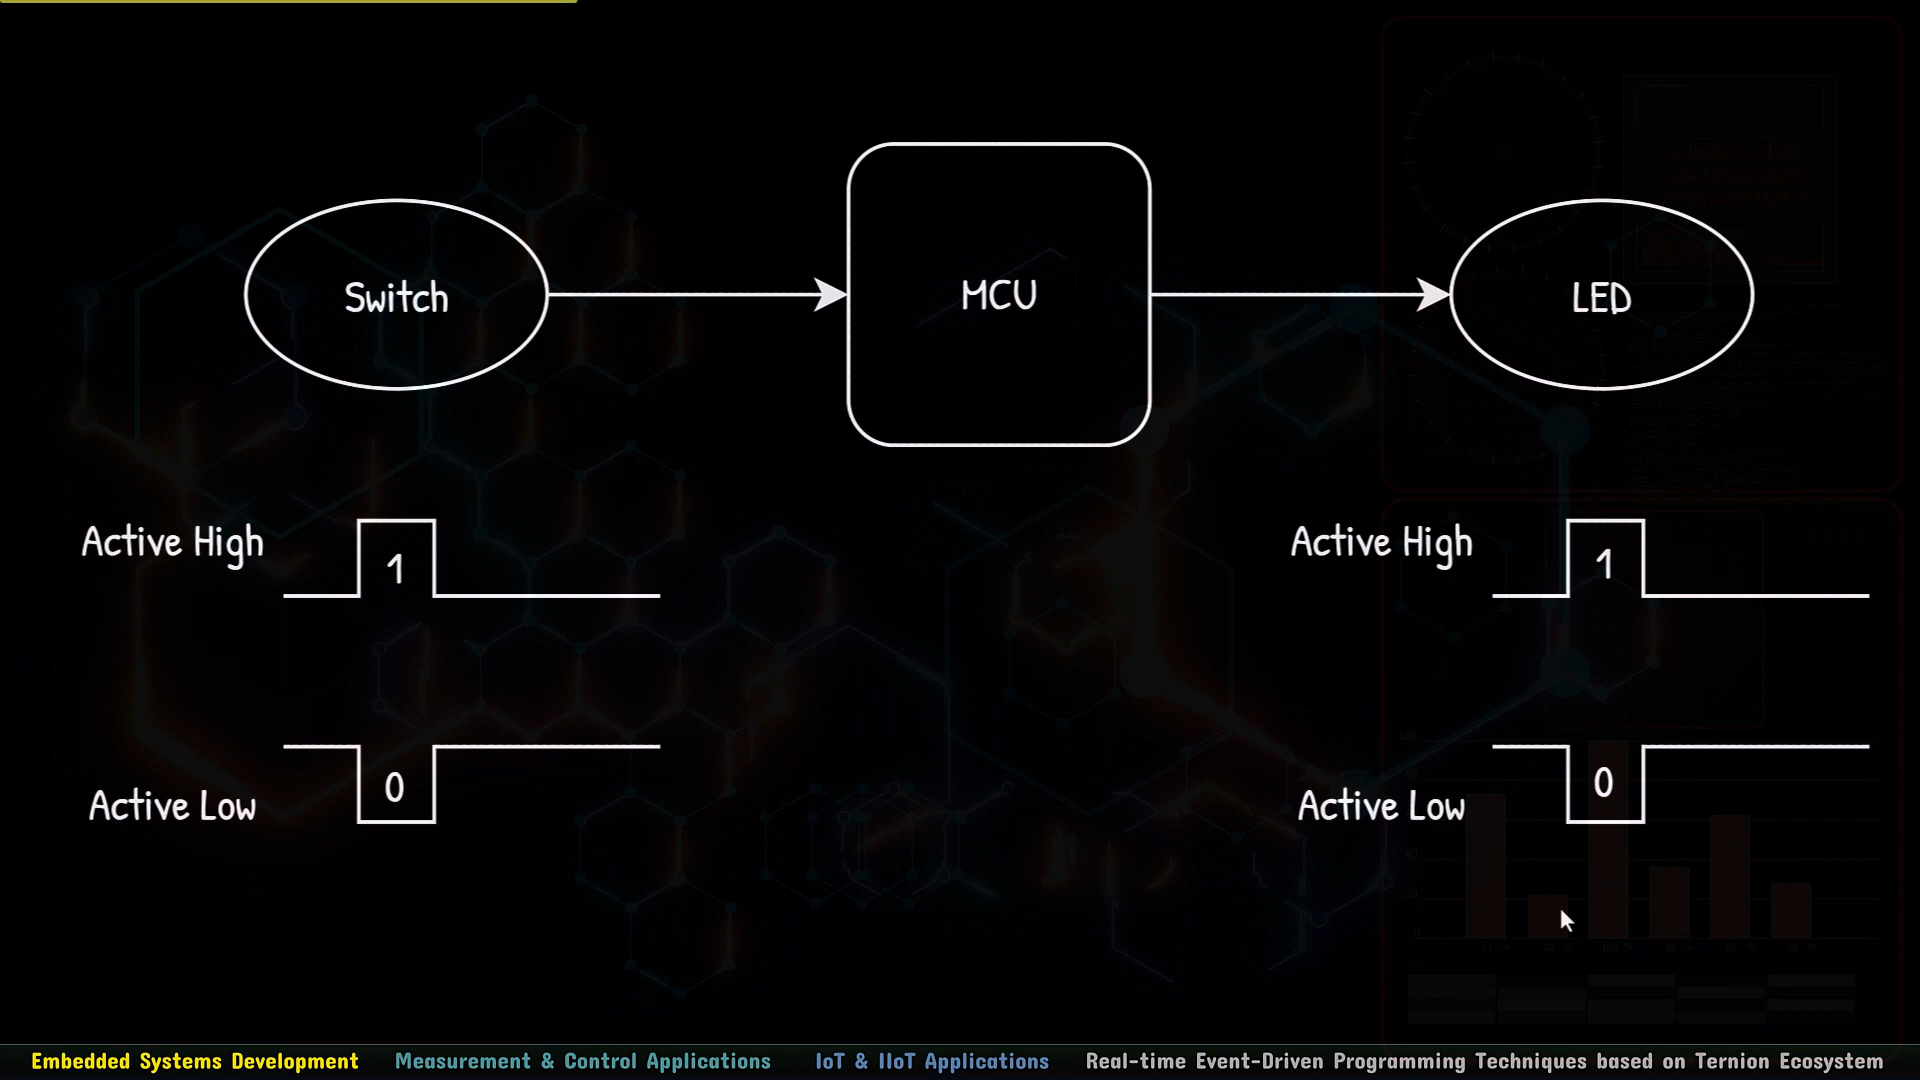 Switch
MCU
LED
Active High
1
Active High
1
0
Active Low
0
Active Low
Embedded Systems Development
Measurement & Control Applications
IoT & IIoT Applications
Real-time Event-Driven Programming Techniques based on Ternion Ecosystem